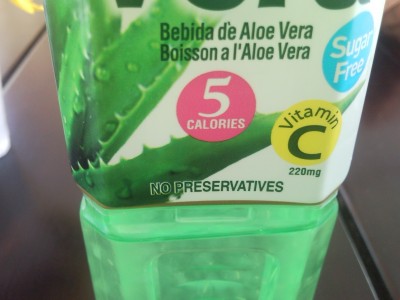 Bebida de Aloe Vera
Boisson a l'Aloe Vera
Sugar
Free
5
CALORIES
Vitamin
C
220mg
NO PRESERVATIVES